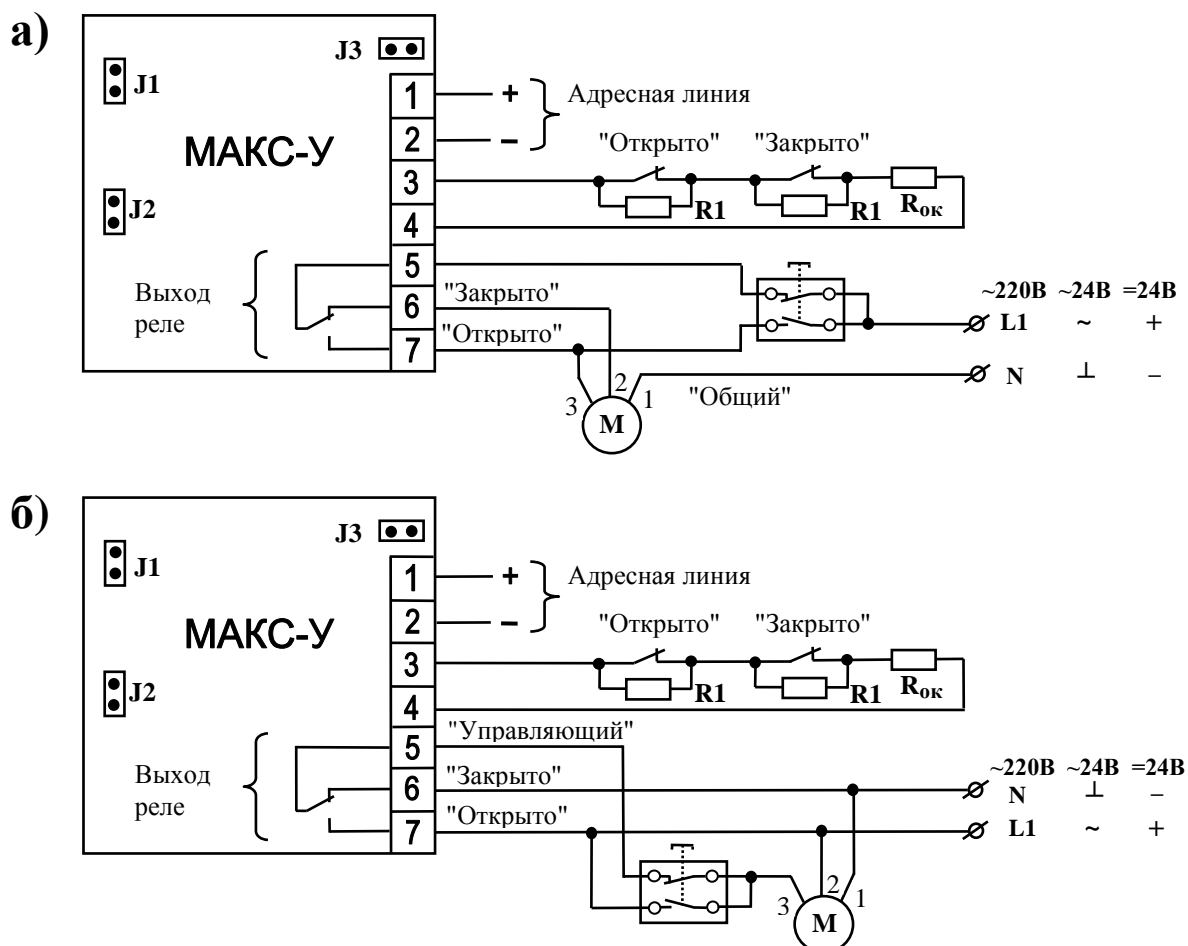 а)
J3
J1
1
+
Адресная линия
2
–
МАКС-У
"Открыто"
"Закрыто"
3
J2
R1
R1
Rок
4
5
Выход
реле
"Закрыто"
6
"Открыто"
7
~220В ~24В =24В
L1 ~ +
N ⊥ –
3
2
1
"Общий"
М
б)
J3
J1
1
+
Адресная линия
2
–
МАКС-У
"Открыто"
"Закрыто"
3
J2
R1
R1
Rок
4
"Управляющий"
5
Выход
реле
"Закрыто"
6
"Открыто"
7
~220В ~24В =24В
N ⊥ –
L1 ~ +
3
2
1
М